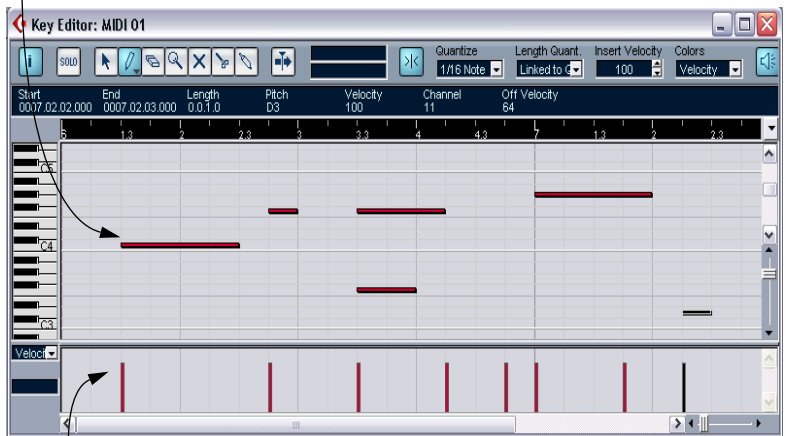 Key Editor: MIDI 01
i SOLO Quantize Length Quant. Insert Velocity Colors
1/16 Note Linked to Q 100 Velocity
Start End Length Pitch Velocity Channel Off Velocity
0007.02.02.000 0007.02.03.000 0.0.1.0 D3 100 11 64
6 1.3 2 2.3 3 3.3 4 4.3 7 1.3 2 2.3
C5
C4
C3
Veloci